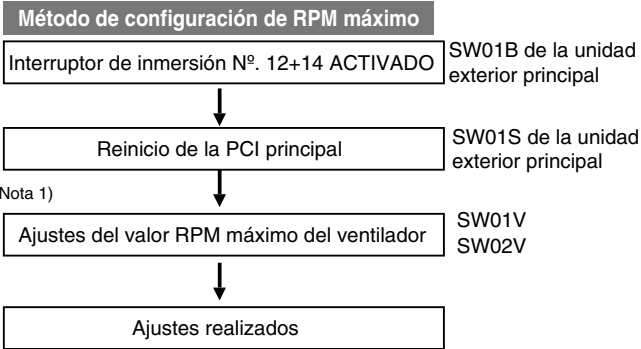 Método de configuración de RPM máximo
Interruptor de inmersión Nº. 12+14 ACTIVADO
SW01B de la unidad
exterior principal
Reinicio de la PCI principal
SW01S de la unidad
exterior principal
Nota 1)
Ajustes del valor RPM máximo del ventilador
SW01V
SW02V
Ajustes realizados